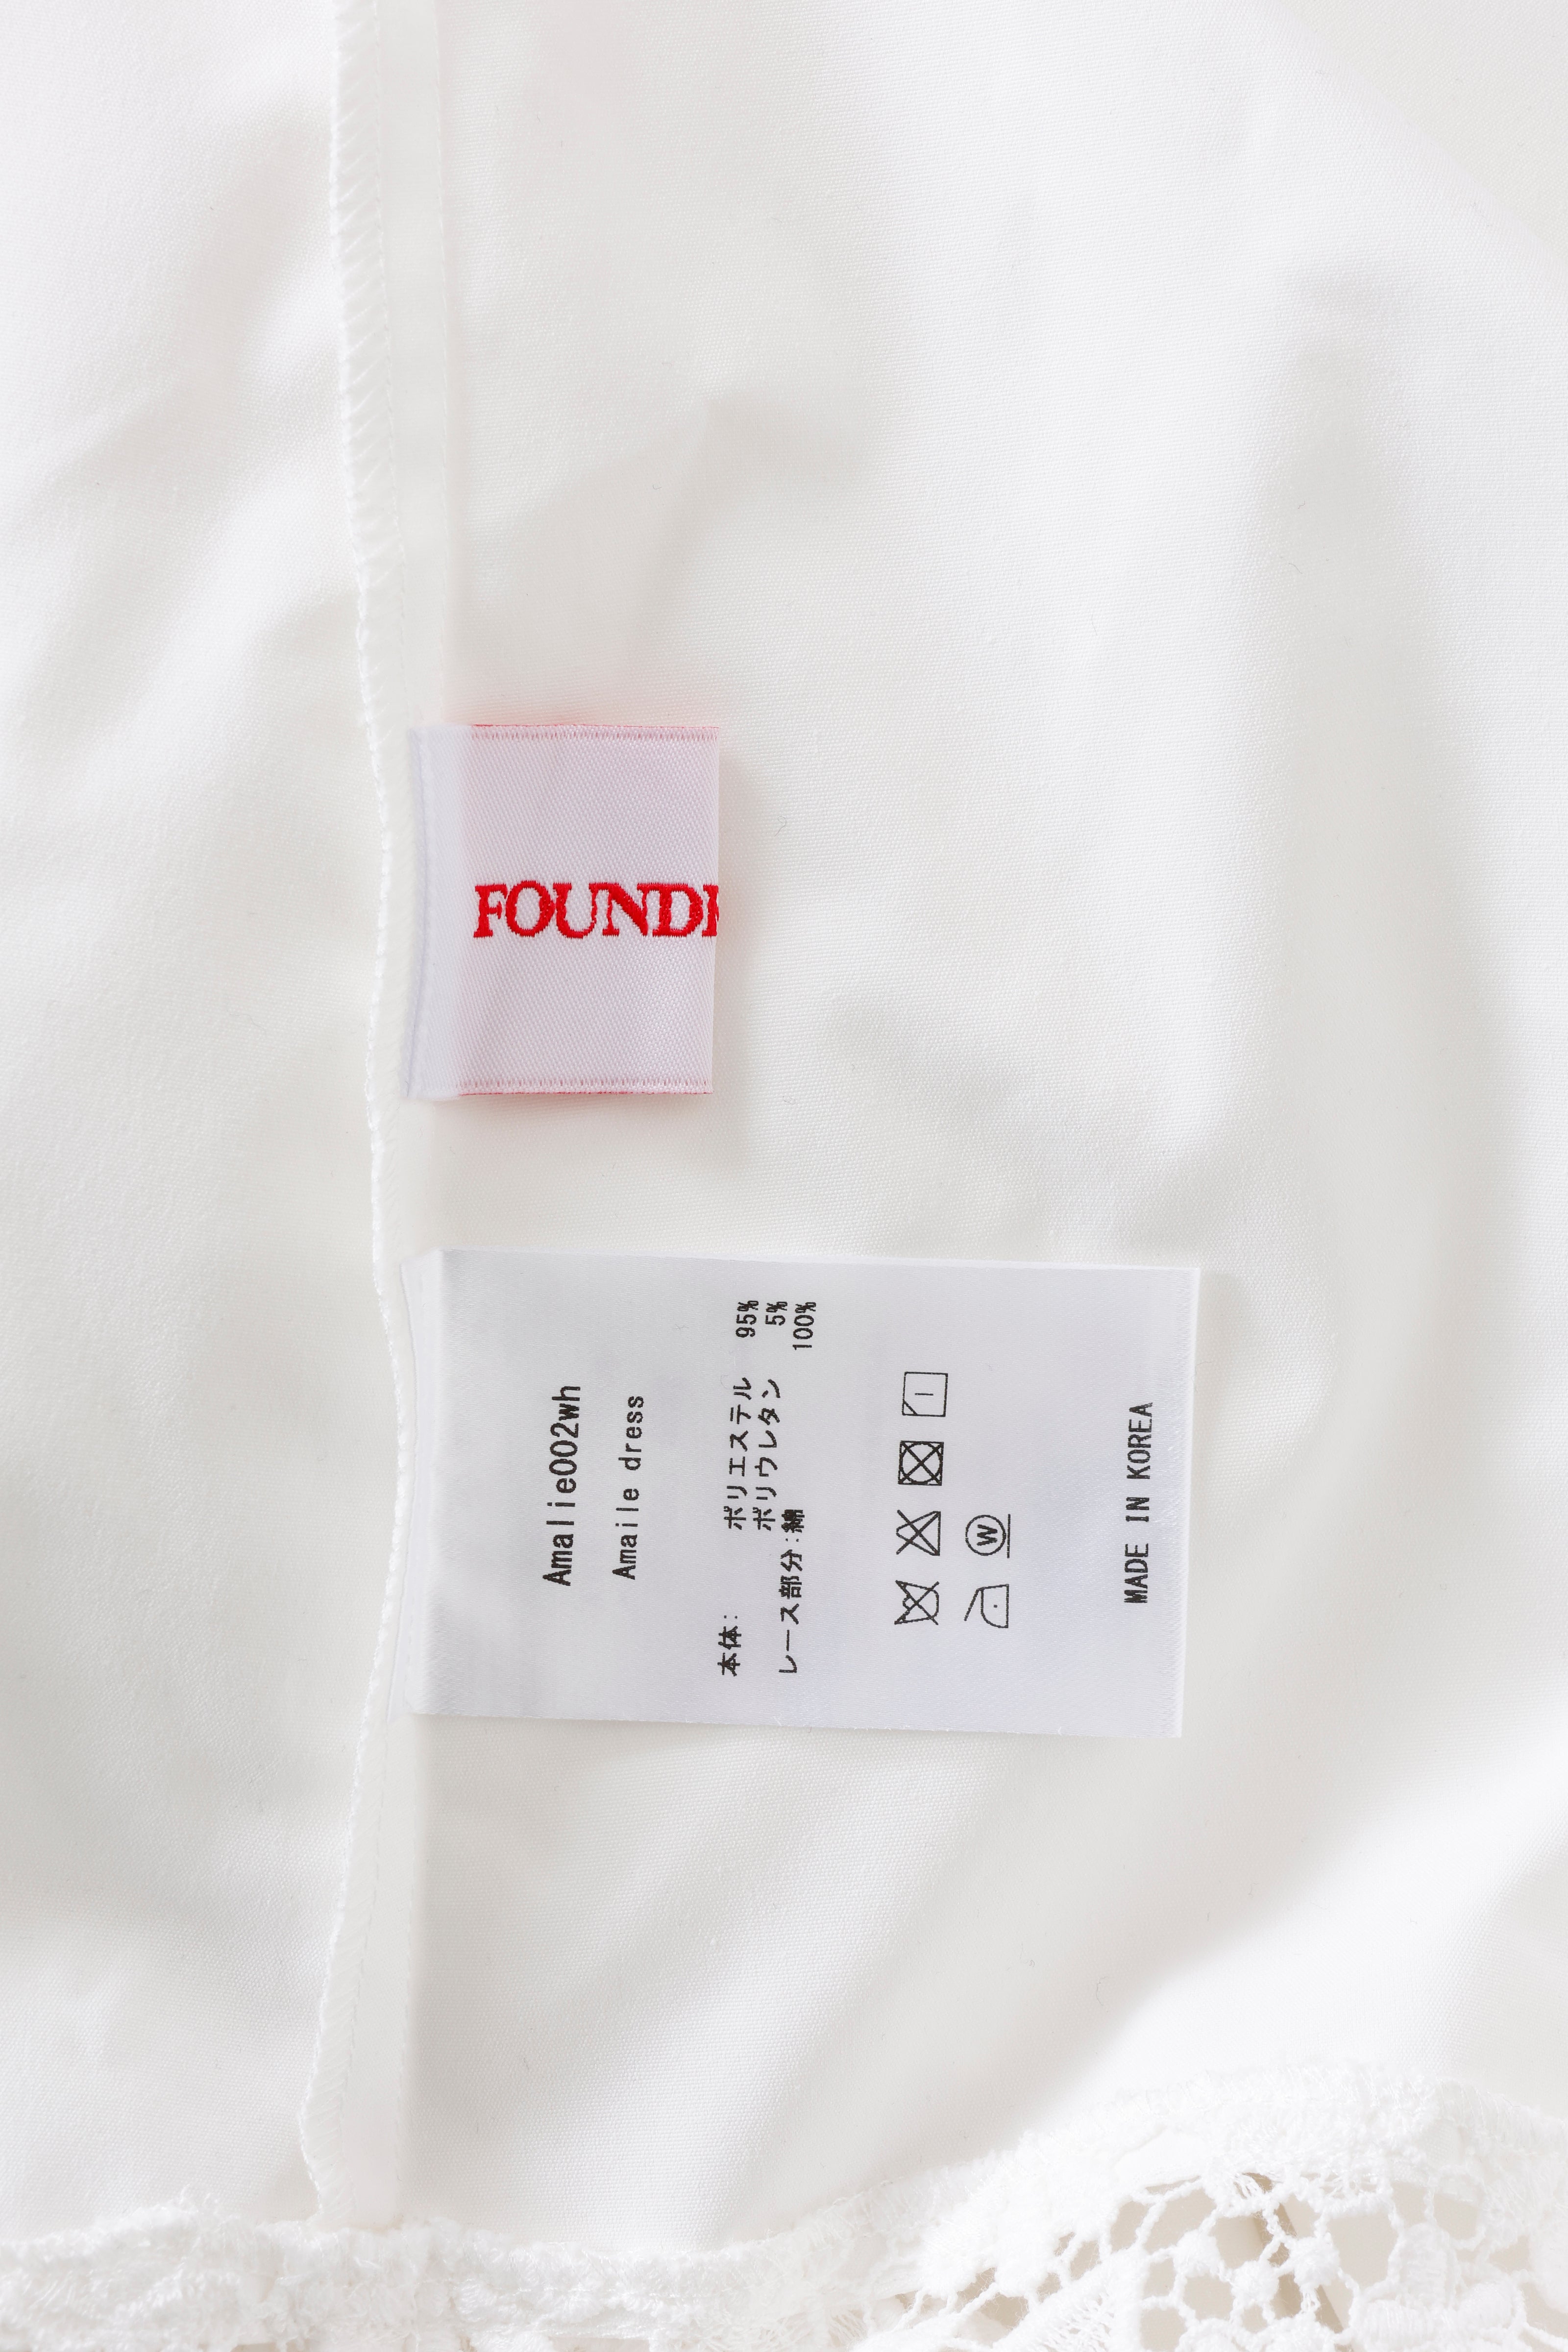 FOUND
Amalie002wh
Amaile dress
本体: ポリエステル 95%
ポリウレタン 5%
レース部分:綿 100%
W
MADE IN KOREA